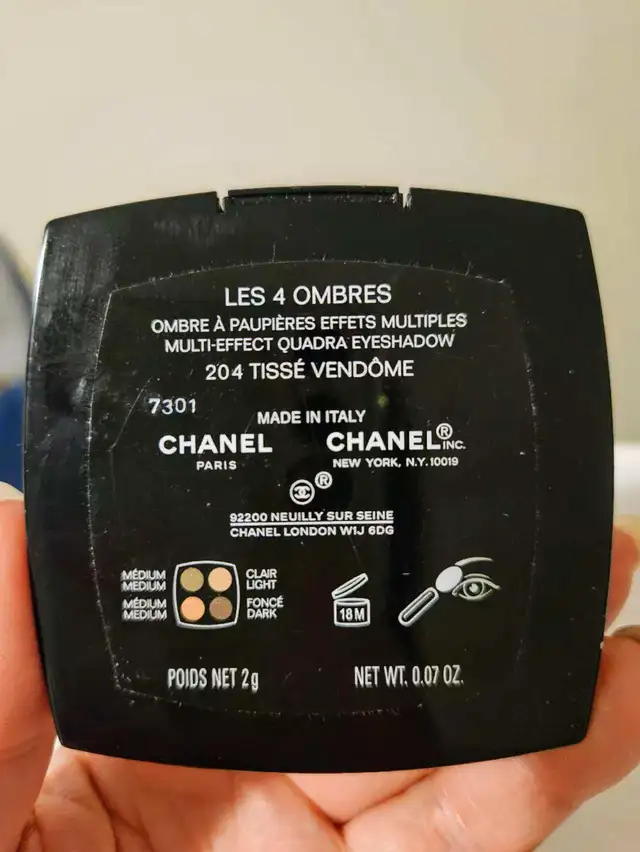 LES 4 OMBRES
OMBRE À PAUPIÈRES EFFETS MULTIPLES
MULTI-EFFECT QUADRA EYESHADOW
204 TISSÉ VENDÔME
7301
MADE IN ITALY
CHANEL
PARIS
CHANEL® INC.
NEW YORK, N.Y. 10019
®
92200 NEUILLY SUR SEINE
CHANEL LONDON W1J 6DG
MÉDIUM
MEDIUM
CLAIR
LIGHT
MÉDIUM
MEDIUM
FONCÉ
DARK
18M
POIDS NET 2g
NET WT. 0.07 OZ.